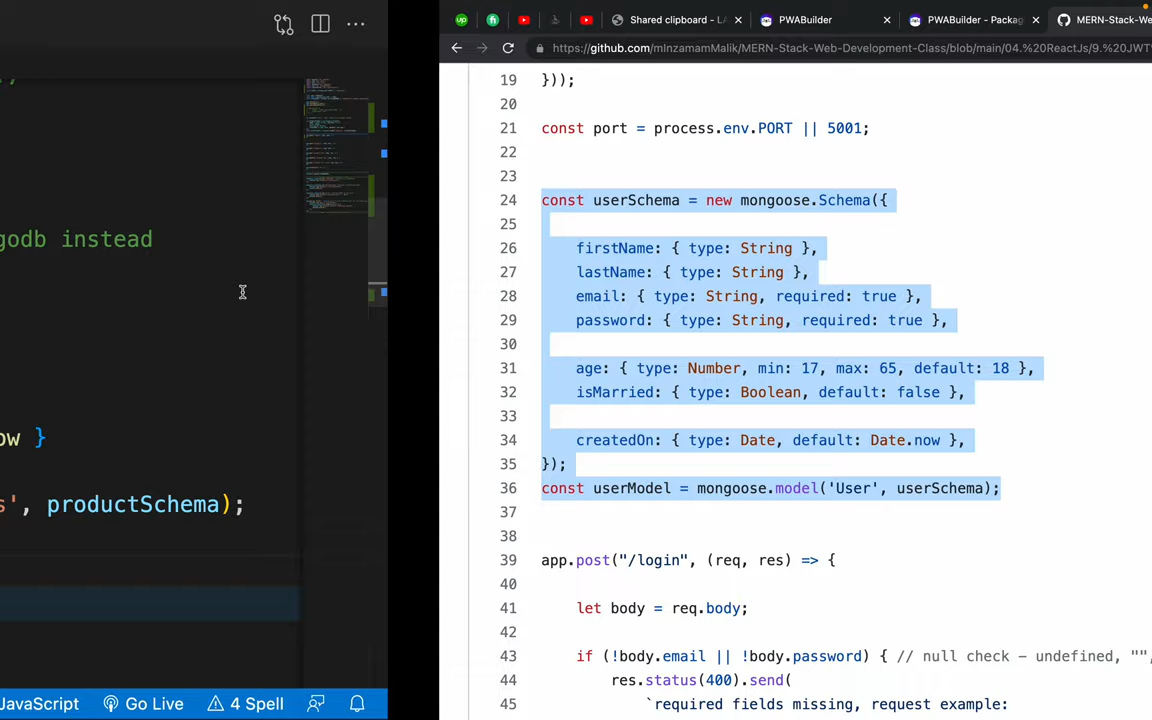 godb instead
ow }
s', productSchema);
JavaScript
Go Live
4 Spell
Shared clipboard - LA
PWABuilder
PWABuilder - Packag
MERN-Stack-We
https://github.com/mInzamamMalik/MERN-Stack-Web-Development-Class/blob/main/04.%20ReactJs/9.%20JWT
19 }));
20
21 const port = process.env.PORT || 5001;
22
23
24 const userSchema = new mongoose.Schema({
25
26 firstName: { type: String },
27 lastName: { type: String },
28 email: { type: String, required: true },
29 password: { type: String, required: true },
30
31 age: { type: Number, min: 17, max: 65, default: 18 },
32 isMarried: { type: Boolean, default: false },
33
34 createdOn: { type: Date, default: Date.now },
35 });
36 const userModel = mongoose.model('User', userSchema);
37
38
39 app.post("/login", (req, res) => {
40
41 let body = req.body;
42
43 if (!body.email || !body.password) { // null check - undefined, "",
44 res.status(400).send(
45 `required fields missing, request example: